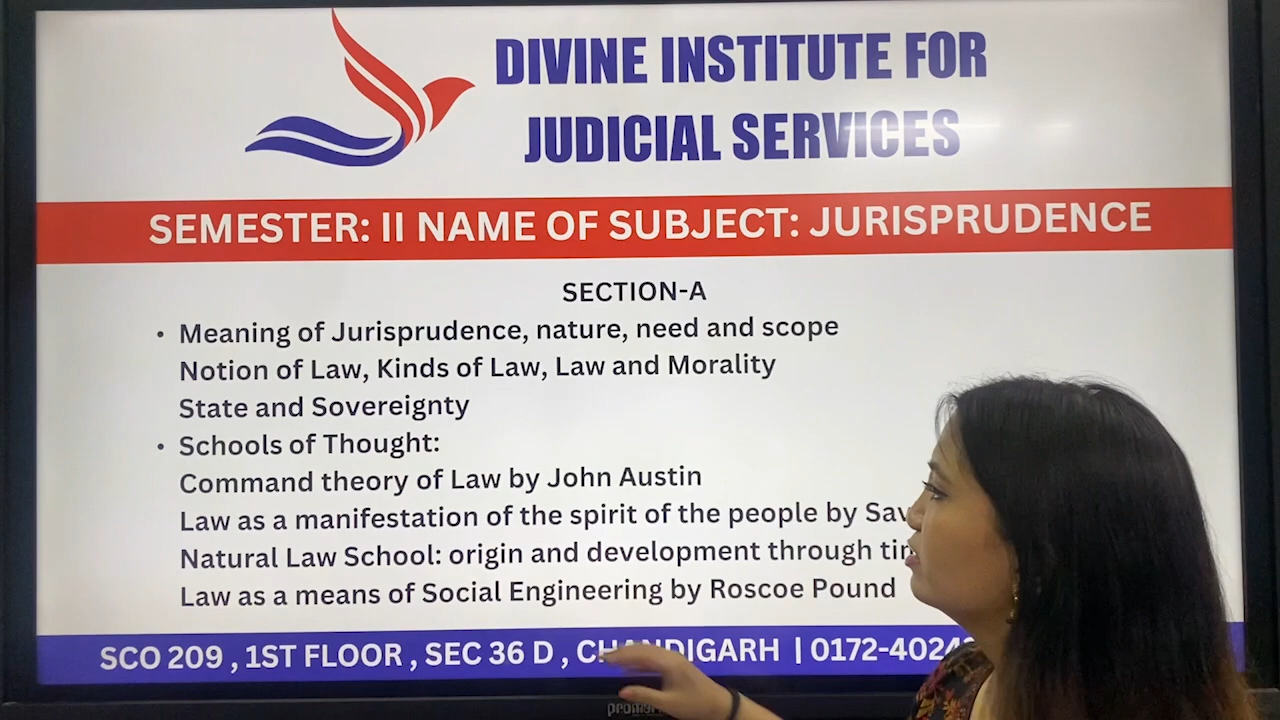 DIVINE INSTITUTE FOR
JUDICIAL SERVICES
SEMESTER: II NAME OF SUBJECT: JURISPRUDENCE
SECTION-A
• Meaning of Jurisprudence, nature, need and scope
Notion of Law, Kinds of Law, Law and Morality
State and Sovereignty
• Schools of Thought:
Command theory of Law by John Austin
Law as a manifestation of the spirit of the people by
Natural Law School: origin and development through
Law as a means of Social Engineering by Roscoe Pound
SCO 209 , 1ST FLOOR , SEC 36 D , CHANDIGARH | 0172-4024